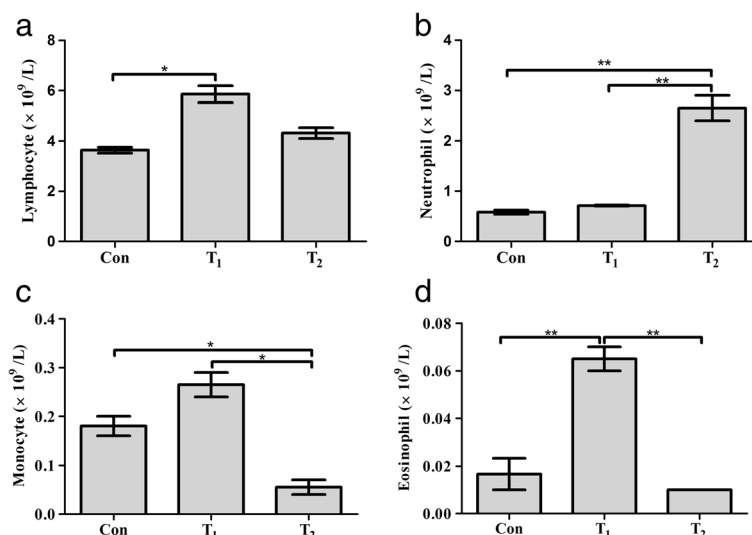 a
Lymphocyte (× 10⁹ /L)
8
6
4
2
0
*
Con T₁ T₂
b
Neutrophil (× 10⁹ /L)
4
3
2
1
0
**
**
Con T₁ T₂
c
Monocyte (× 10⁹ /L)
0.4
0.3
0.2
0.1
0.0
*
*
Con T₁ T₂
d
Eosinophil (× 10⁹ /L)
0.08
0.06
0.04
0.02
0.00
** **
Con T₁ T₂